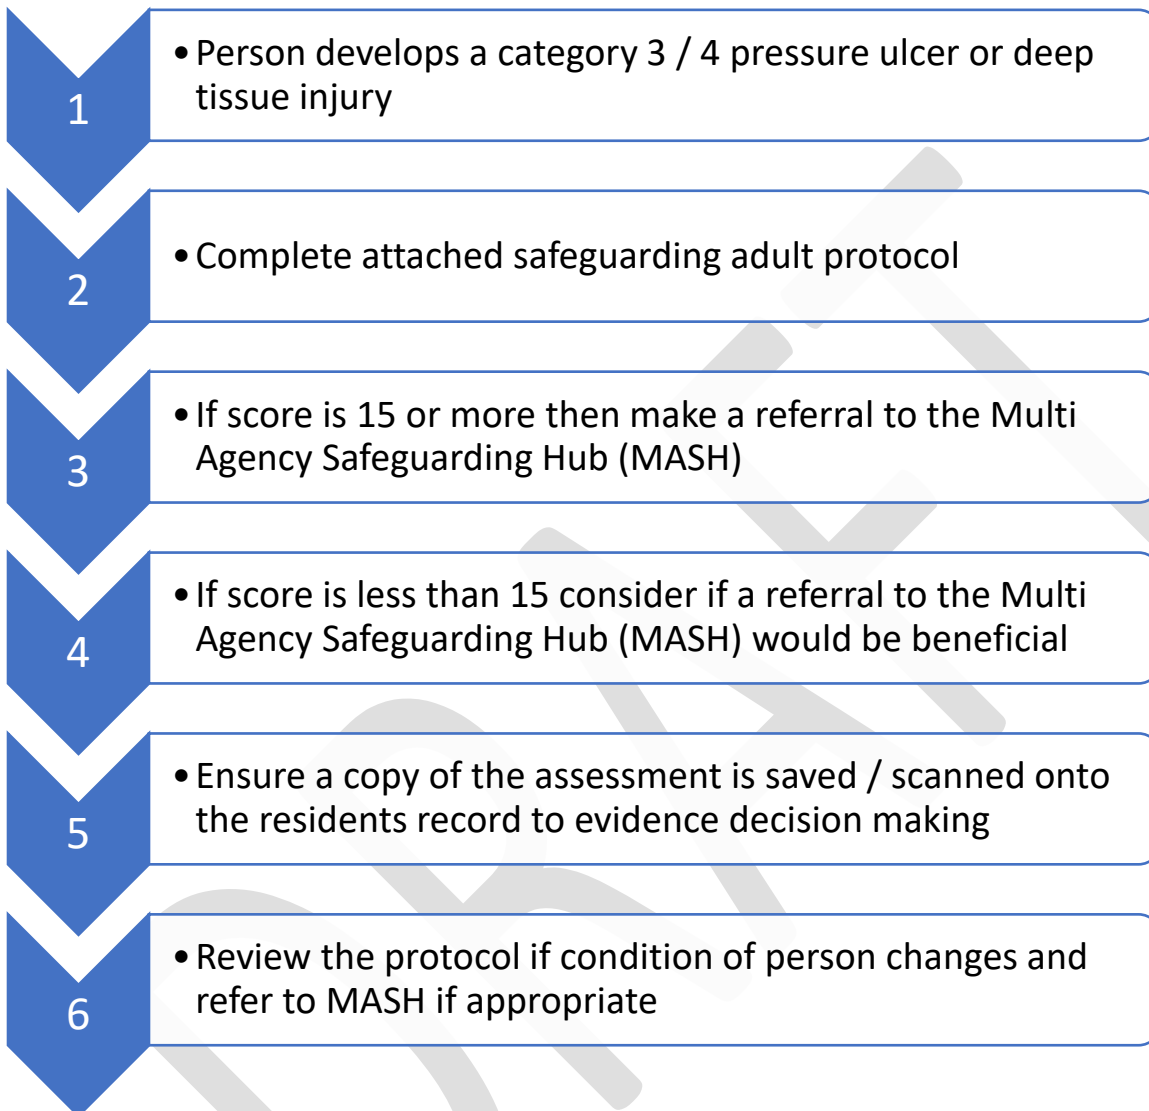 1
• Person develops a category 3 / 4 pressure ulcer or deep
tissue injury
2
• Complete attached safeguarding adult protocol
3
• If score is 15 or more then make a referral to the Multi
Agency Safeguarding Hub (MASH)
4
• If score is less than 15 consider if a referral to the Multi
Agency Safeguarding Hub (MASH) would be beneficial
5
• Ensure a copy of the assessment is saved / scanned onto
the residents record to evidence decision making
6
• Review the protocol if condition of person changes and
refer to MASH if appropriate
DRAFT